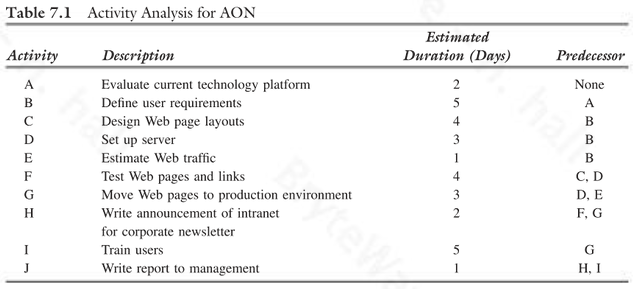 Table 7.1 Activity Analysis for AON
Estimated
Activity Description Duration (Days) Predecessor
A Evaluate current technology platform 2 None
B Define user requirements 5 A
C Design Web page layouts 4 B
D Set up server 3 B
E Estimate Web traffic 1 B
F Test Web pages and links 4 C, D
G Move Web pages to production environment 3 D, E
H Write announcement of intranet 2 F, G
for corporate newsletter
I Train users 5 G
J Write report to management 1 H, I